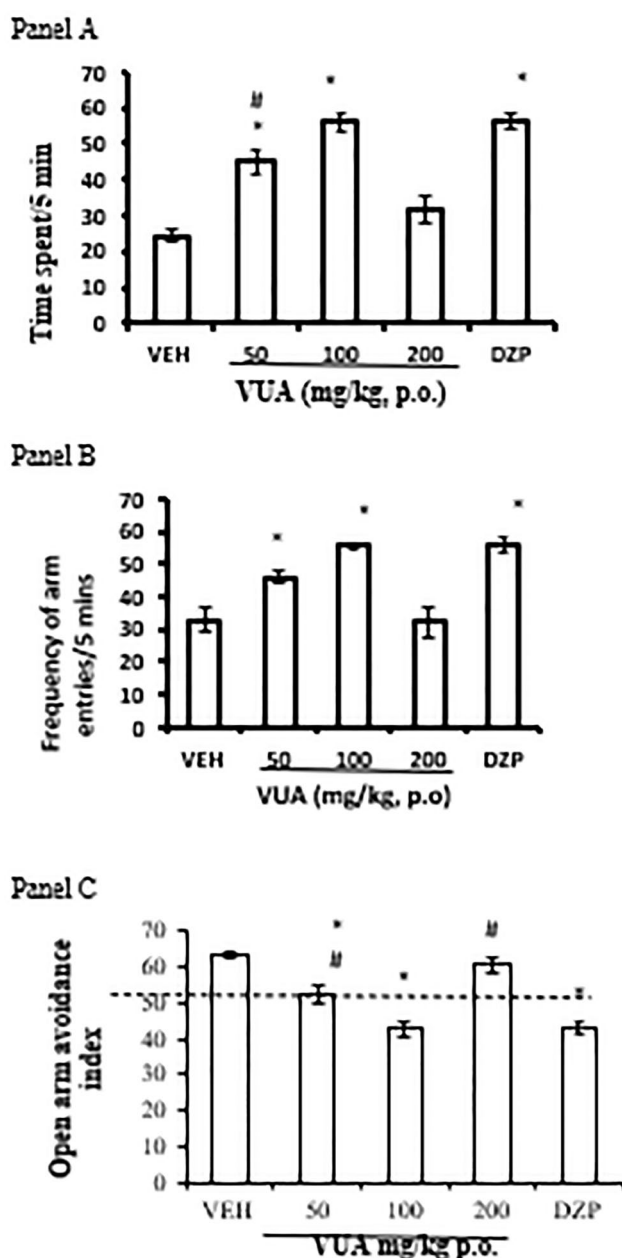 Panel A
Time spent/5 min
70
60
50
40
30
20
10
0
#
*
*
*
VEH 50 100 200 DZP
VUA (mg/kg, p.o.)
Panel B
Frequency of arm
entries/5 mins
70
60
50
40
30
20
10
0
*
*
*
VEH 50 100 200 DZP
VUA (mg/kg, p.o)
Panel C
Open arm avoidance
index
70
60
50
40
30
20
10
0
*
#
*
#
*
VEH 50 100 200 DZP
VUA mg/kg p.o.